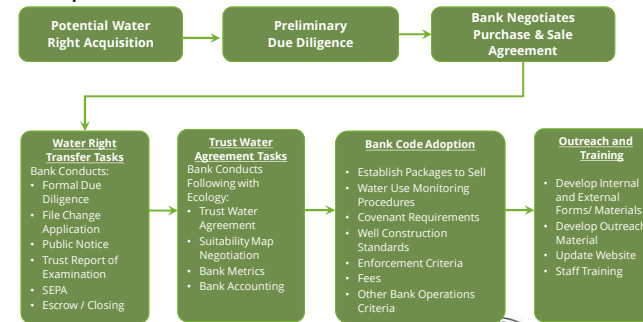 Potential Water
Right Acquisition
Preliminary
Due Diligence
Bank Negotiates
Purchase & Sale
Agreement
Water Right
Transfer Tasks
Bank Conducts:
• Formal Due
Diligence
• File Change
Application
• Public Notice
• Trust Report of
Examination
• SEPA
• Escrow / Closing
Trust Water
Agreement Tasks
Bank Conducts
Following with
Ecology:
• Trust Water
Agreement
• Suitability Map
Negotiation
• Bank Metrics
• Bank Accounting
Bank Code Adoption
• Establish Packages to Sell
• Water Use Monitoring
Procedures
• Covenant Requirements
• Well Construction
Standards
• Enforcement Criteria
• Fees
• Other Bank Operations
Criteria
Outreach and
Training
• Develop Internal
and External
Forms/ Materials
• Develop Outreach
Material
• Update Website
• Staff Training